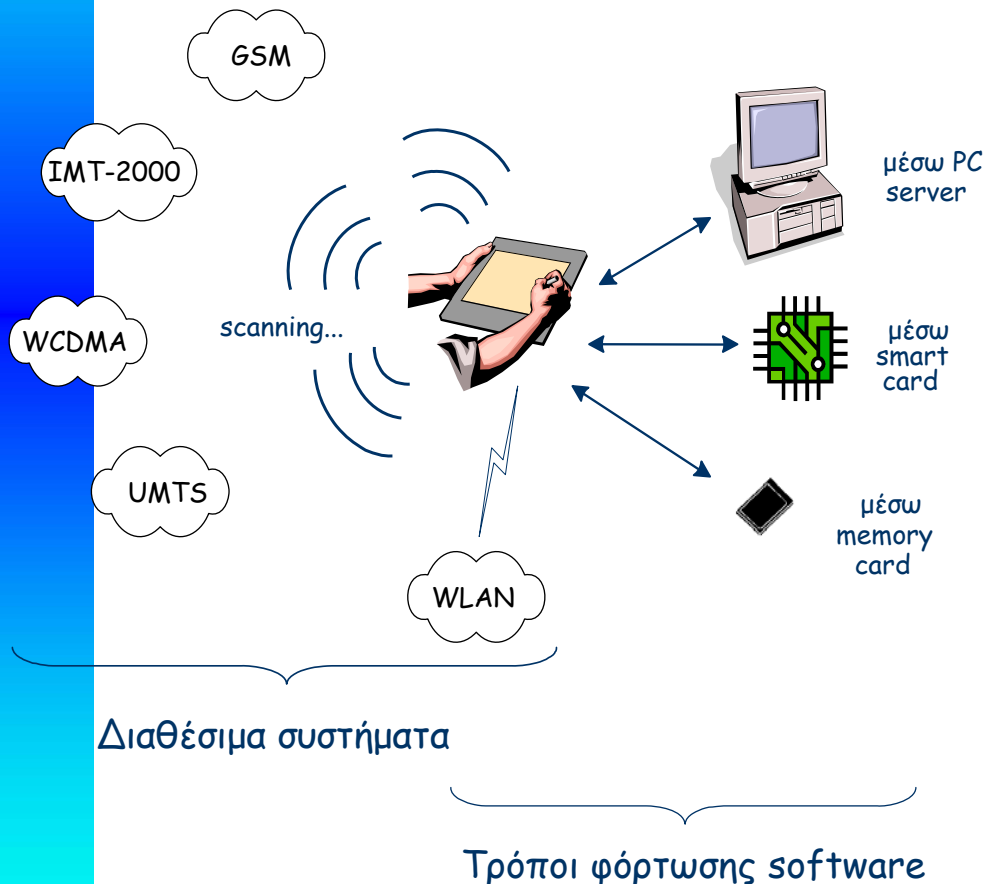 GSM
IMT-2000
μέσω PC
server
WCDMA
scanning...
μέσω
smart
card
UMTS
μέσω
memory
card
WLAN
Διαθέσιμα συστήματα
Τρόποι φόρτωσης software